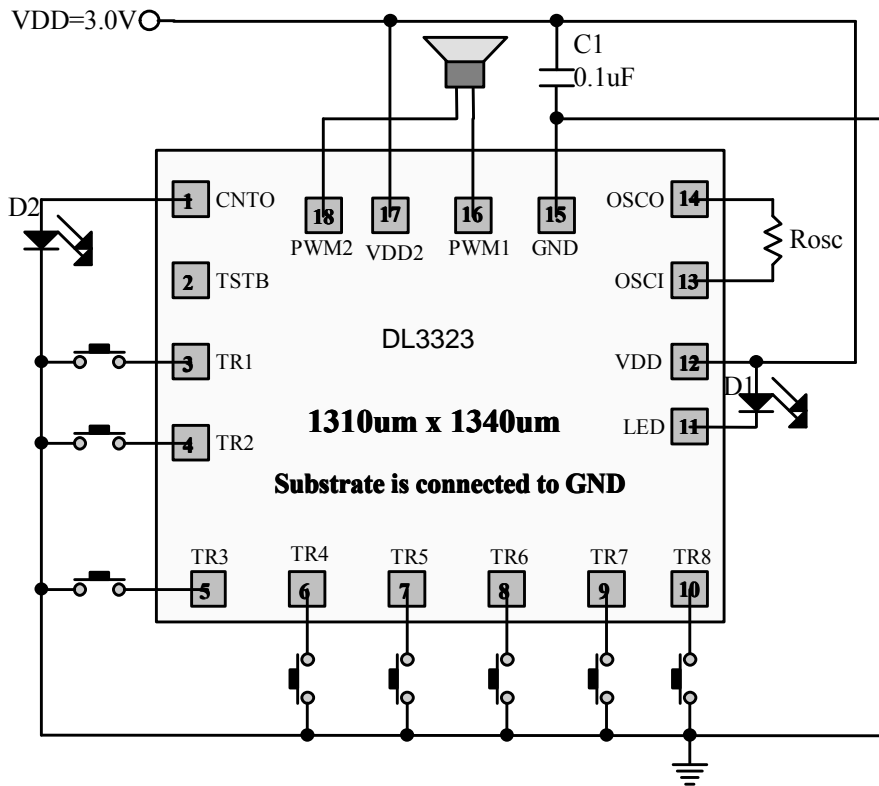 VDD=3.0V
C1
0.1uF
D2
1
CNTO
18
PWM2
17
VDD2
16
PWM1
15
GND
OSCO
14
Rosc
2
TSTB
OSCI
13
DL3323
3
TR1
VDD
12
D1
4
TR2
1310um x 1340um
LED
11
Substrate is connected to GND
TR3
TR4
TR5
TR6
TR7
TR8
5
6
7
8
9
10